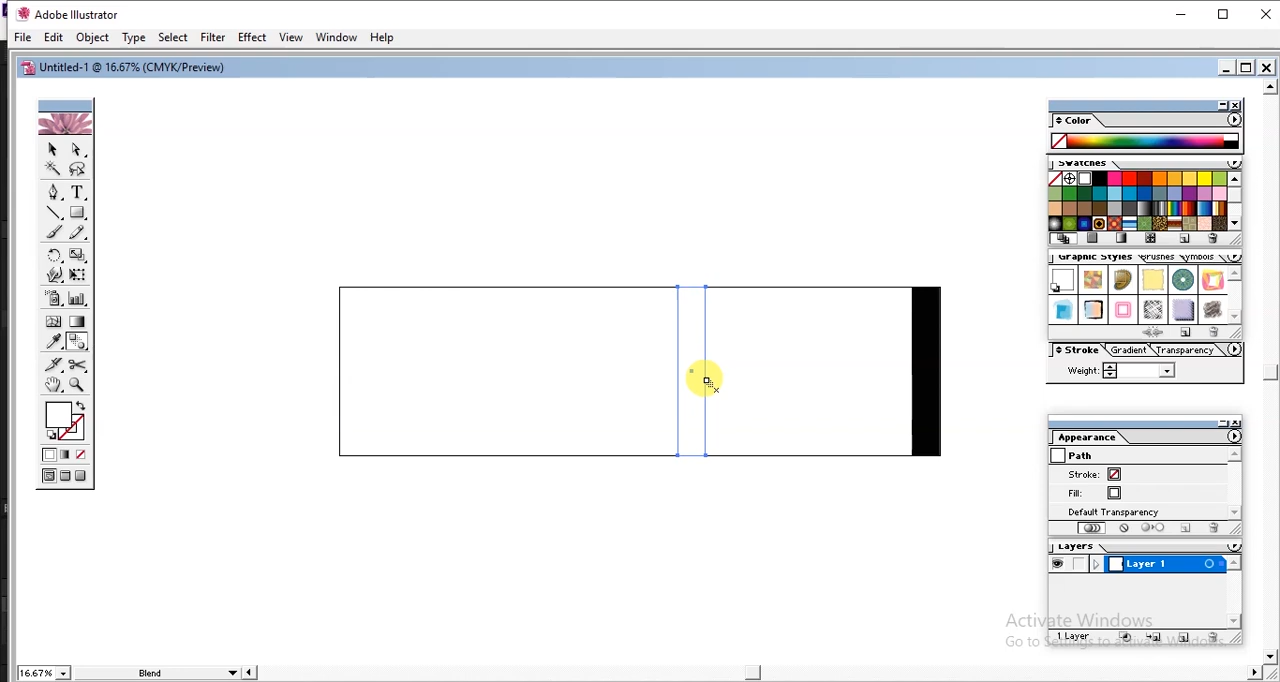 Adobe Illustrator
File Edit Object Type Select Filter Effect View Window Help
Untitled-1 @ 16.67% (CMYK/Preview)
Color
Swatches
Graphic Styles Brushes Symbols
Stroke Gradient Transparency
Weight:
Appearance
Path
Stroke:
Fill:
Default Transparency
Layers
Layer 1
1 Layer
Activate Windows
Go to Settings to activate Windows.
16.67% Blend